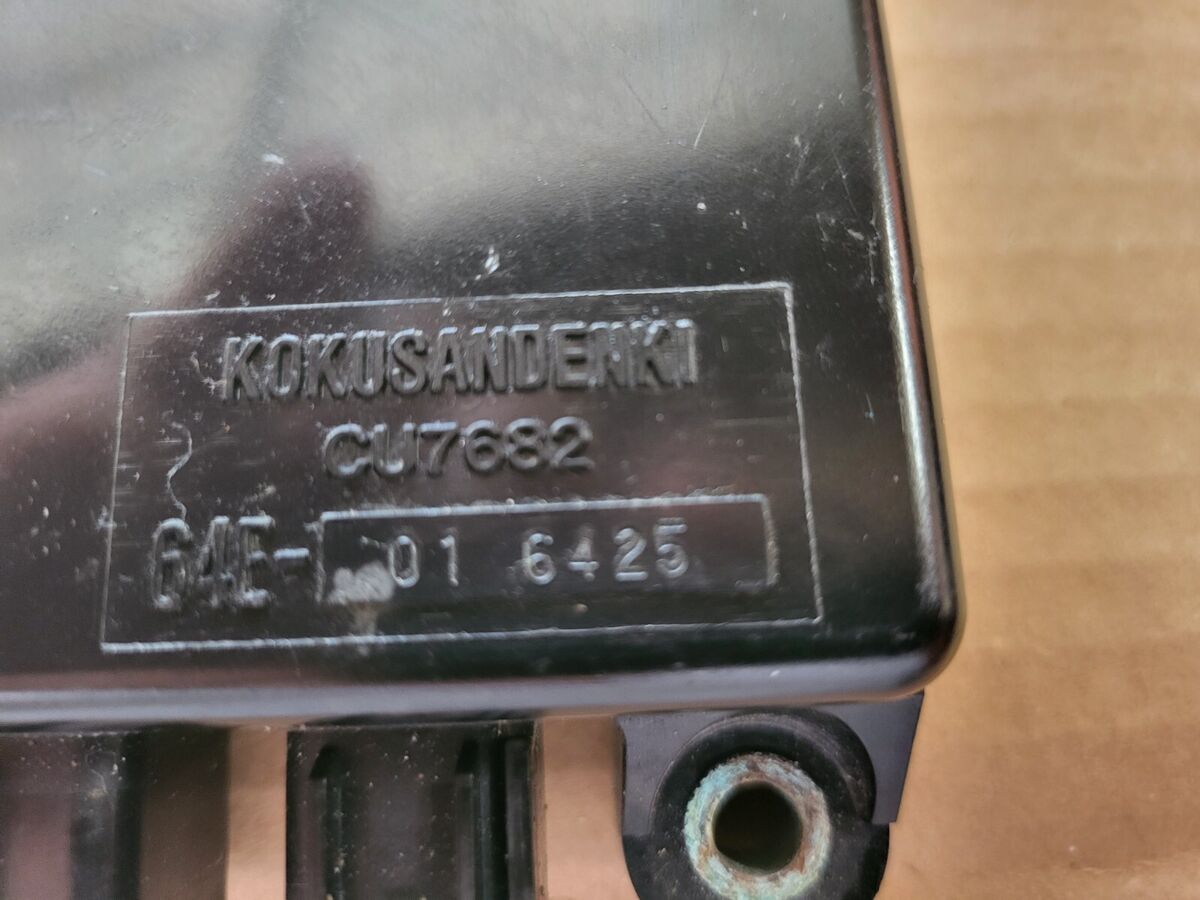 KOKUSANDENKI
CU7682
64E- 01 6425